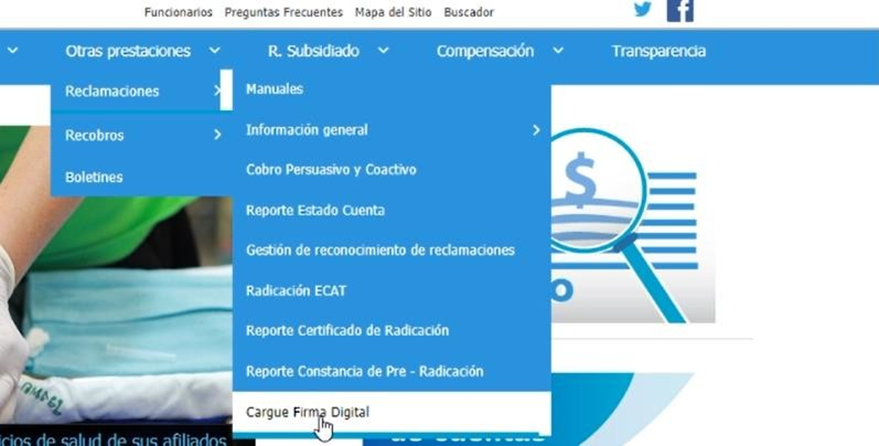 Funcionarios Preguntas Frecuentes Mapa del Sitio Buscador
Otras prestaciones R. Subsidiado Compensación Transparencia
Reclamaciones
Recobros
Boletines
Manuales
Información general
Cobro Persuasivo y Coactivo
Reporte Estado Cuenta
Gestión de reconocimiento de reclamaciones
Radicación ECAT
Reporte Certificado de Radicación
Reporte Constancia de Pre - Radicación
Cargue Firma Digital
$
o
icios de salud de sus afiliados